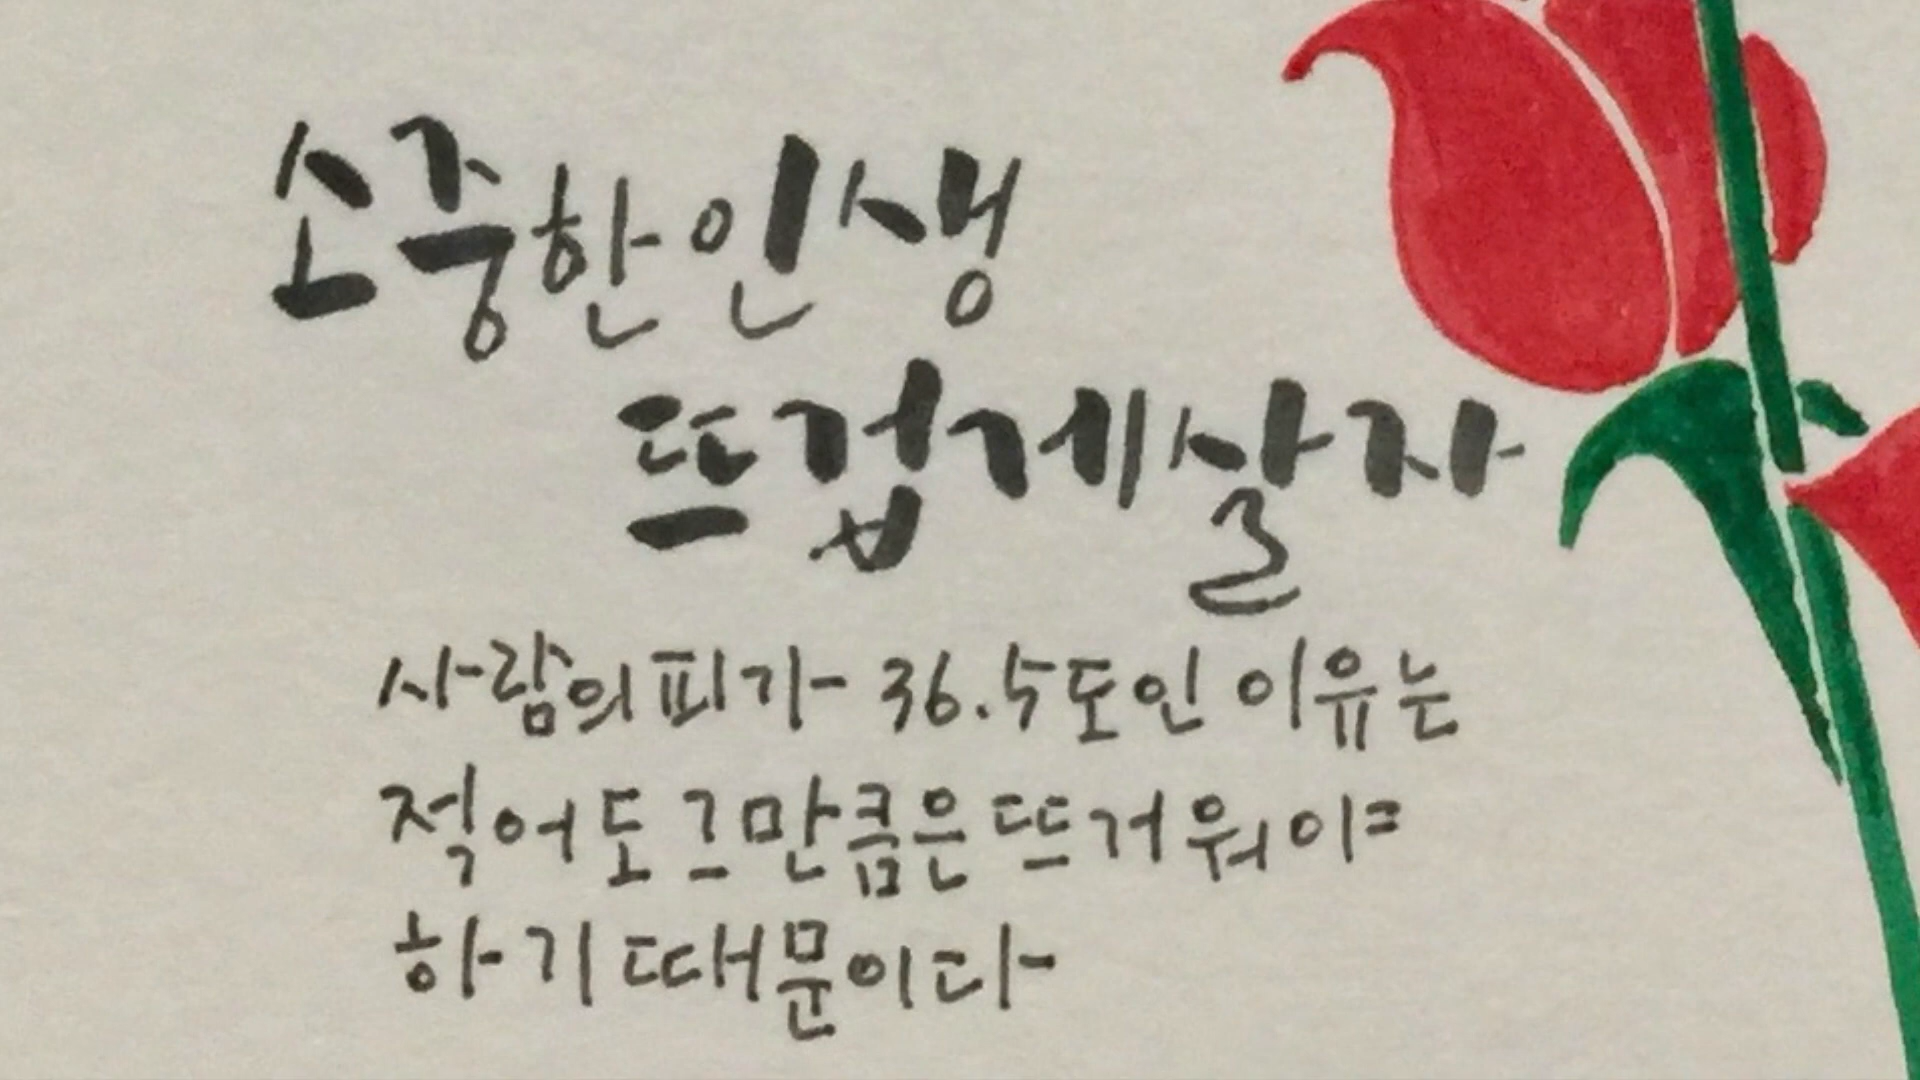 소중한 인생
뜨겁게 살자
사람의 피가 36.5도인 이유는
적어도 그만큼은 뜨거워야
하기 때문이다